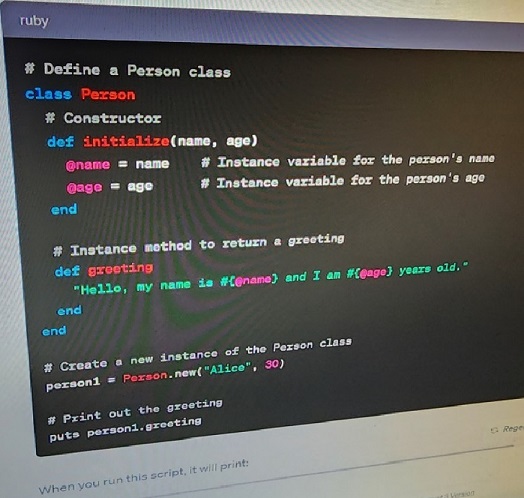 ruby
# Define a Person class
class Person
# Constructor
def initialize(name, age)
@name = name # Instance variable for the person's name
@age = age # Instance variable for the person's age
end
# Instance method to return a greeting
def greeting
"Hello, my name is #{@name} and I am #{@age} years old."
end
end
# Create a new instance of the Person class
person1 = Person.new("Alice", 30)
# Print out the greeting
puts person1.greeting
When you run this script, it will print: